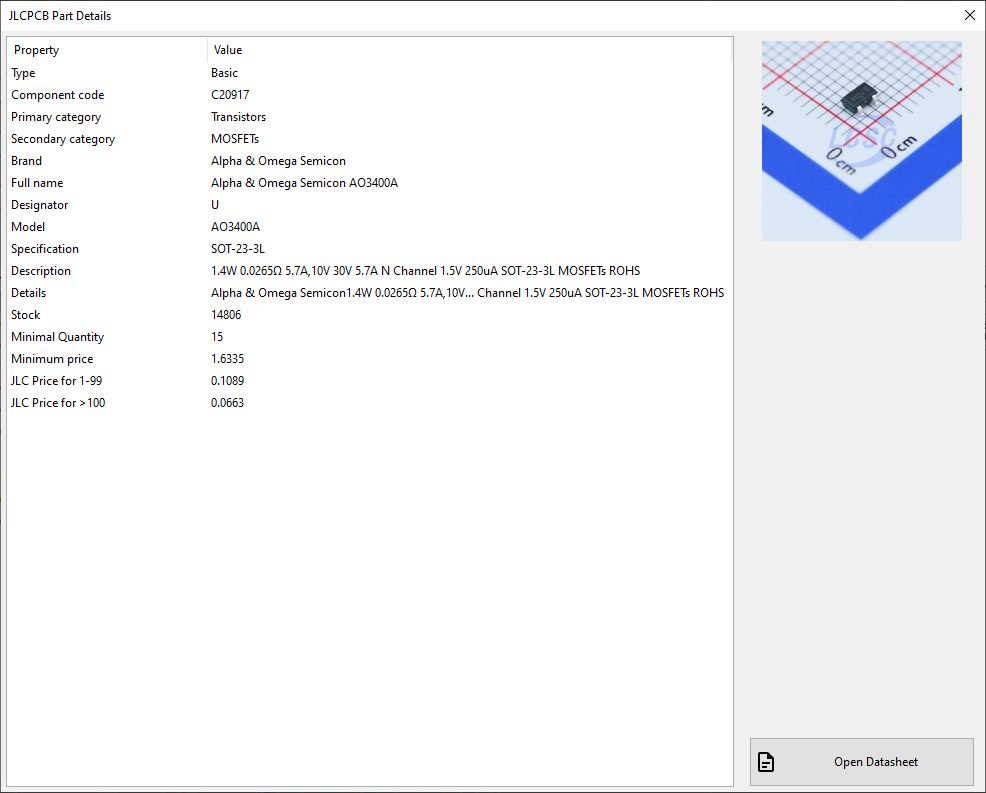 JLCPCB Part Details
Property Value
Type Basic
Component code C20917
Primary category Transistors
Secondary category MOSFETs
Brand Alpha & Omega Semicon
Full name Alpha & Omega Semicon AO3400A
Designator U
Model AO3400A
Specification SOT-23-3L
Description 1.4W 0.0265Ω 5.7A,10V 30V 5.7A N Channel 1.5V 250uA SOT-23-3L MOSFETs ROHS
Details Alpha & Omega Semicon1.4W 0.0265Ω 5.7A,10V... Channel 1.5V 250uA SOT-23-3L MOSFETs ROHS
Stock 14806
Minimal Quantity 15
Minimum price 1.6335
JLC Price for 1-99 0.1089
JLC Price for >100 0.0663
LCSC
0 cm
0 cm
Open Datasheet